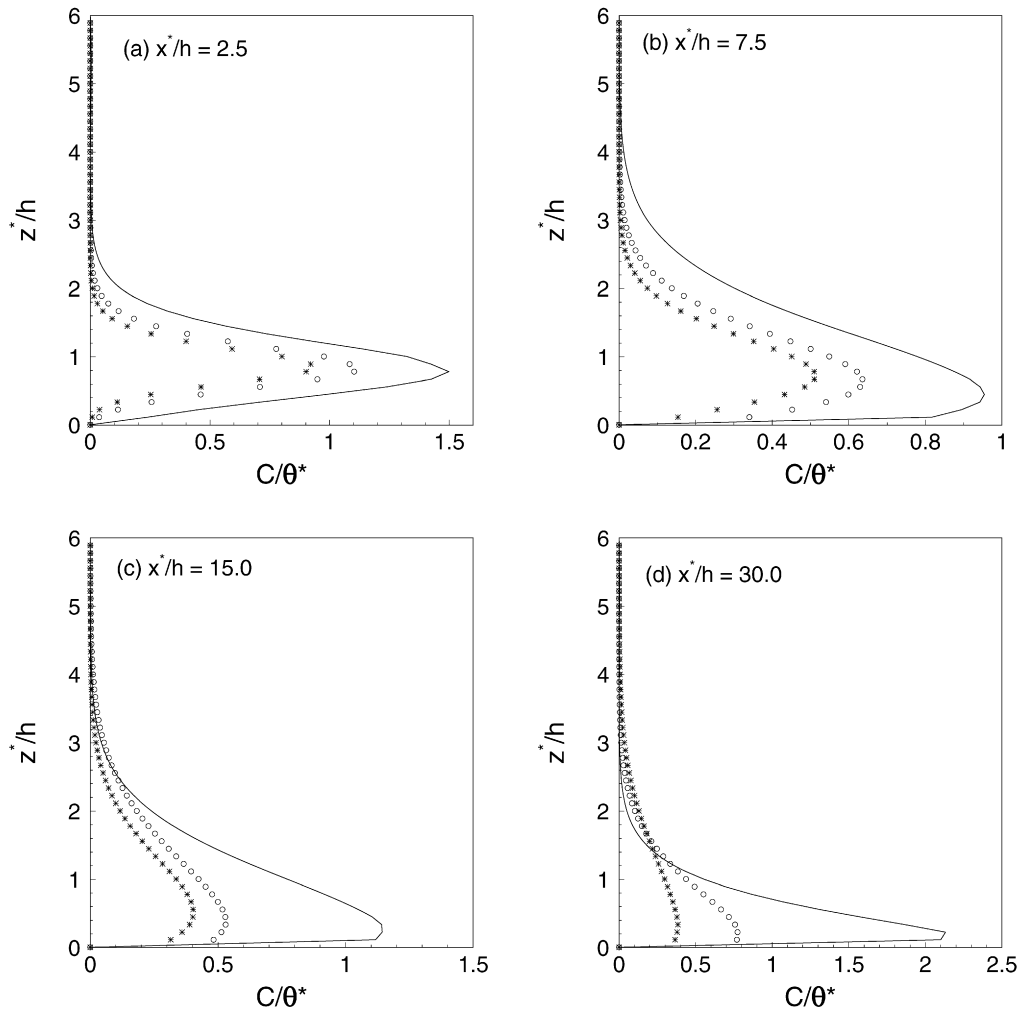 (a) x*/h = 2.5
6
5
4
3
2
1
0
z*/h
0 0.5 1 1.5
C/θ*
(b) x*/h = 7.5
6
5
4
3
2
1
0
z*/h
0 0.2 0.4 0.6 0.8 1
C/θ*
(c) x*/h = 15.0
6
5
4
3
2
1
0
z*/h
0 0.5 1 1.5
C/θ*
(d) x*/h = 30.0
6
5
4
3
2
1
0
z*/h
0 0.5 1 1.5 2 2.5
C/θ*